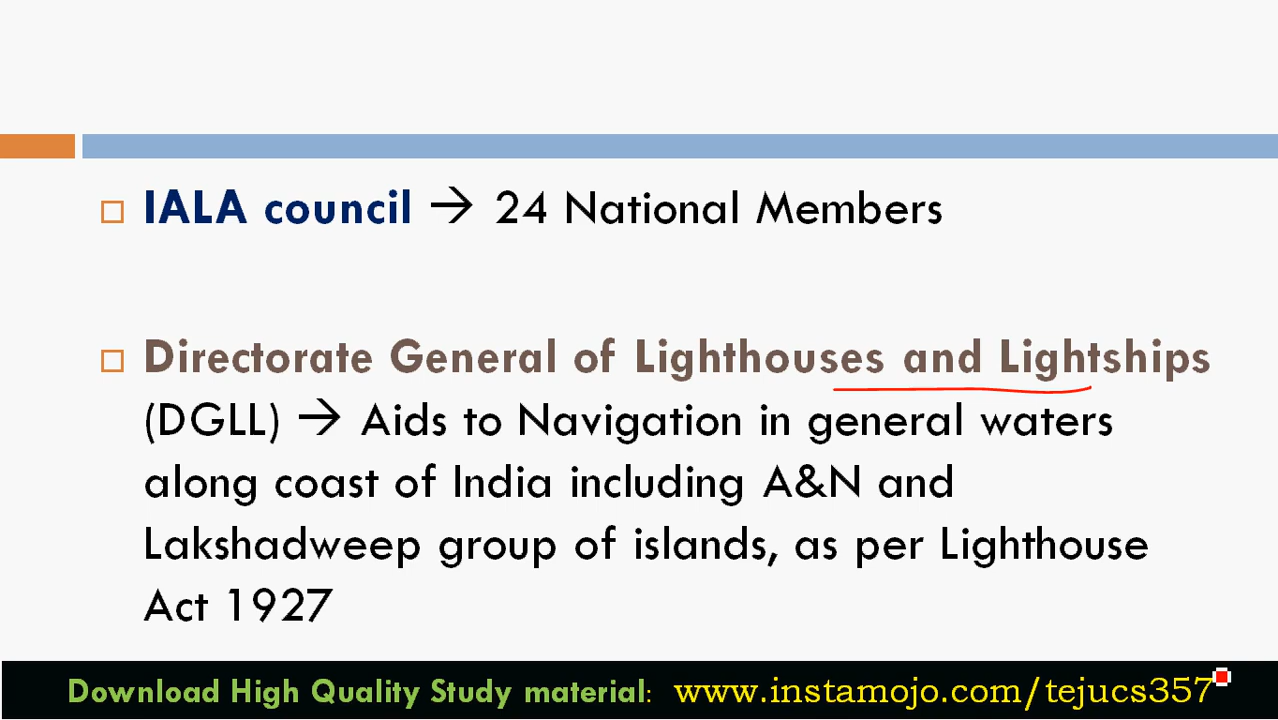 IALA council → 24 National Members
Directorate General of Lighthouses and Lightships
(DGLL) → Aids to Navigation in general waters
along coast of India including A&N and
Lakshadweep group of islands, as per Lighthouse
Act 1927
Download High Quality Study material: www.instamojo.com/tejucs357